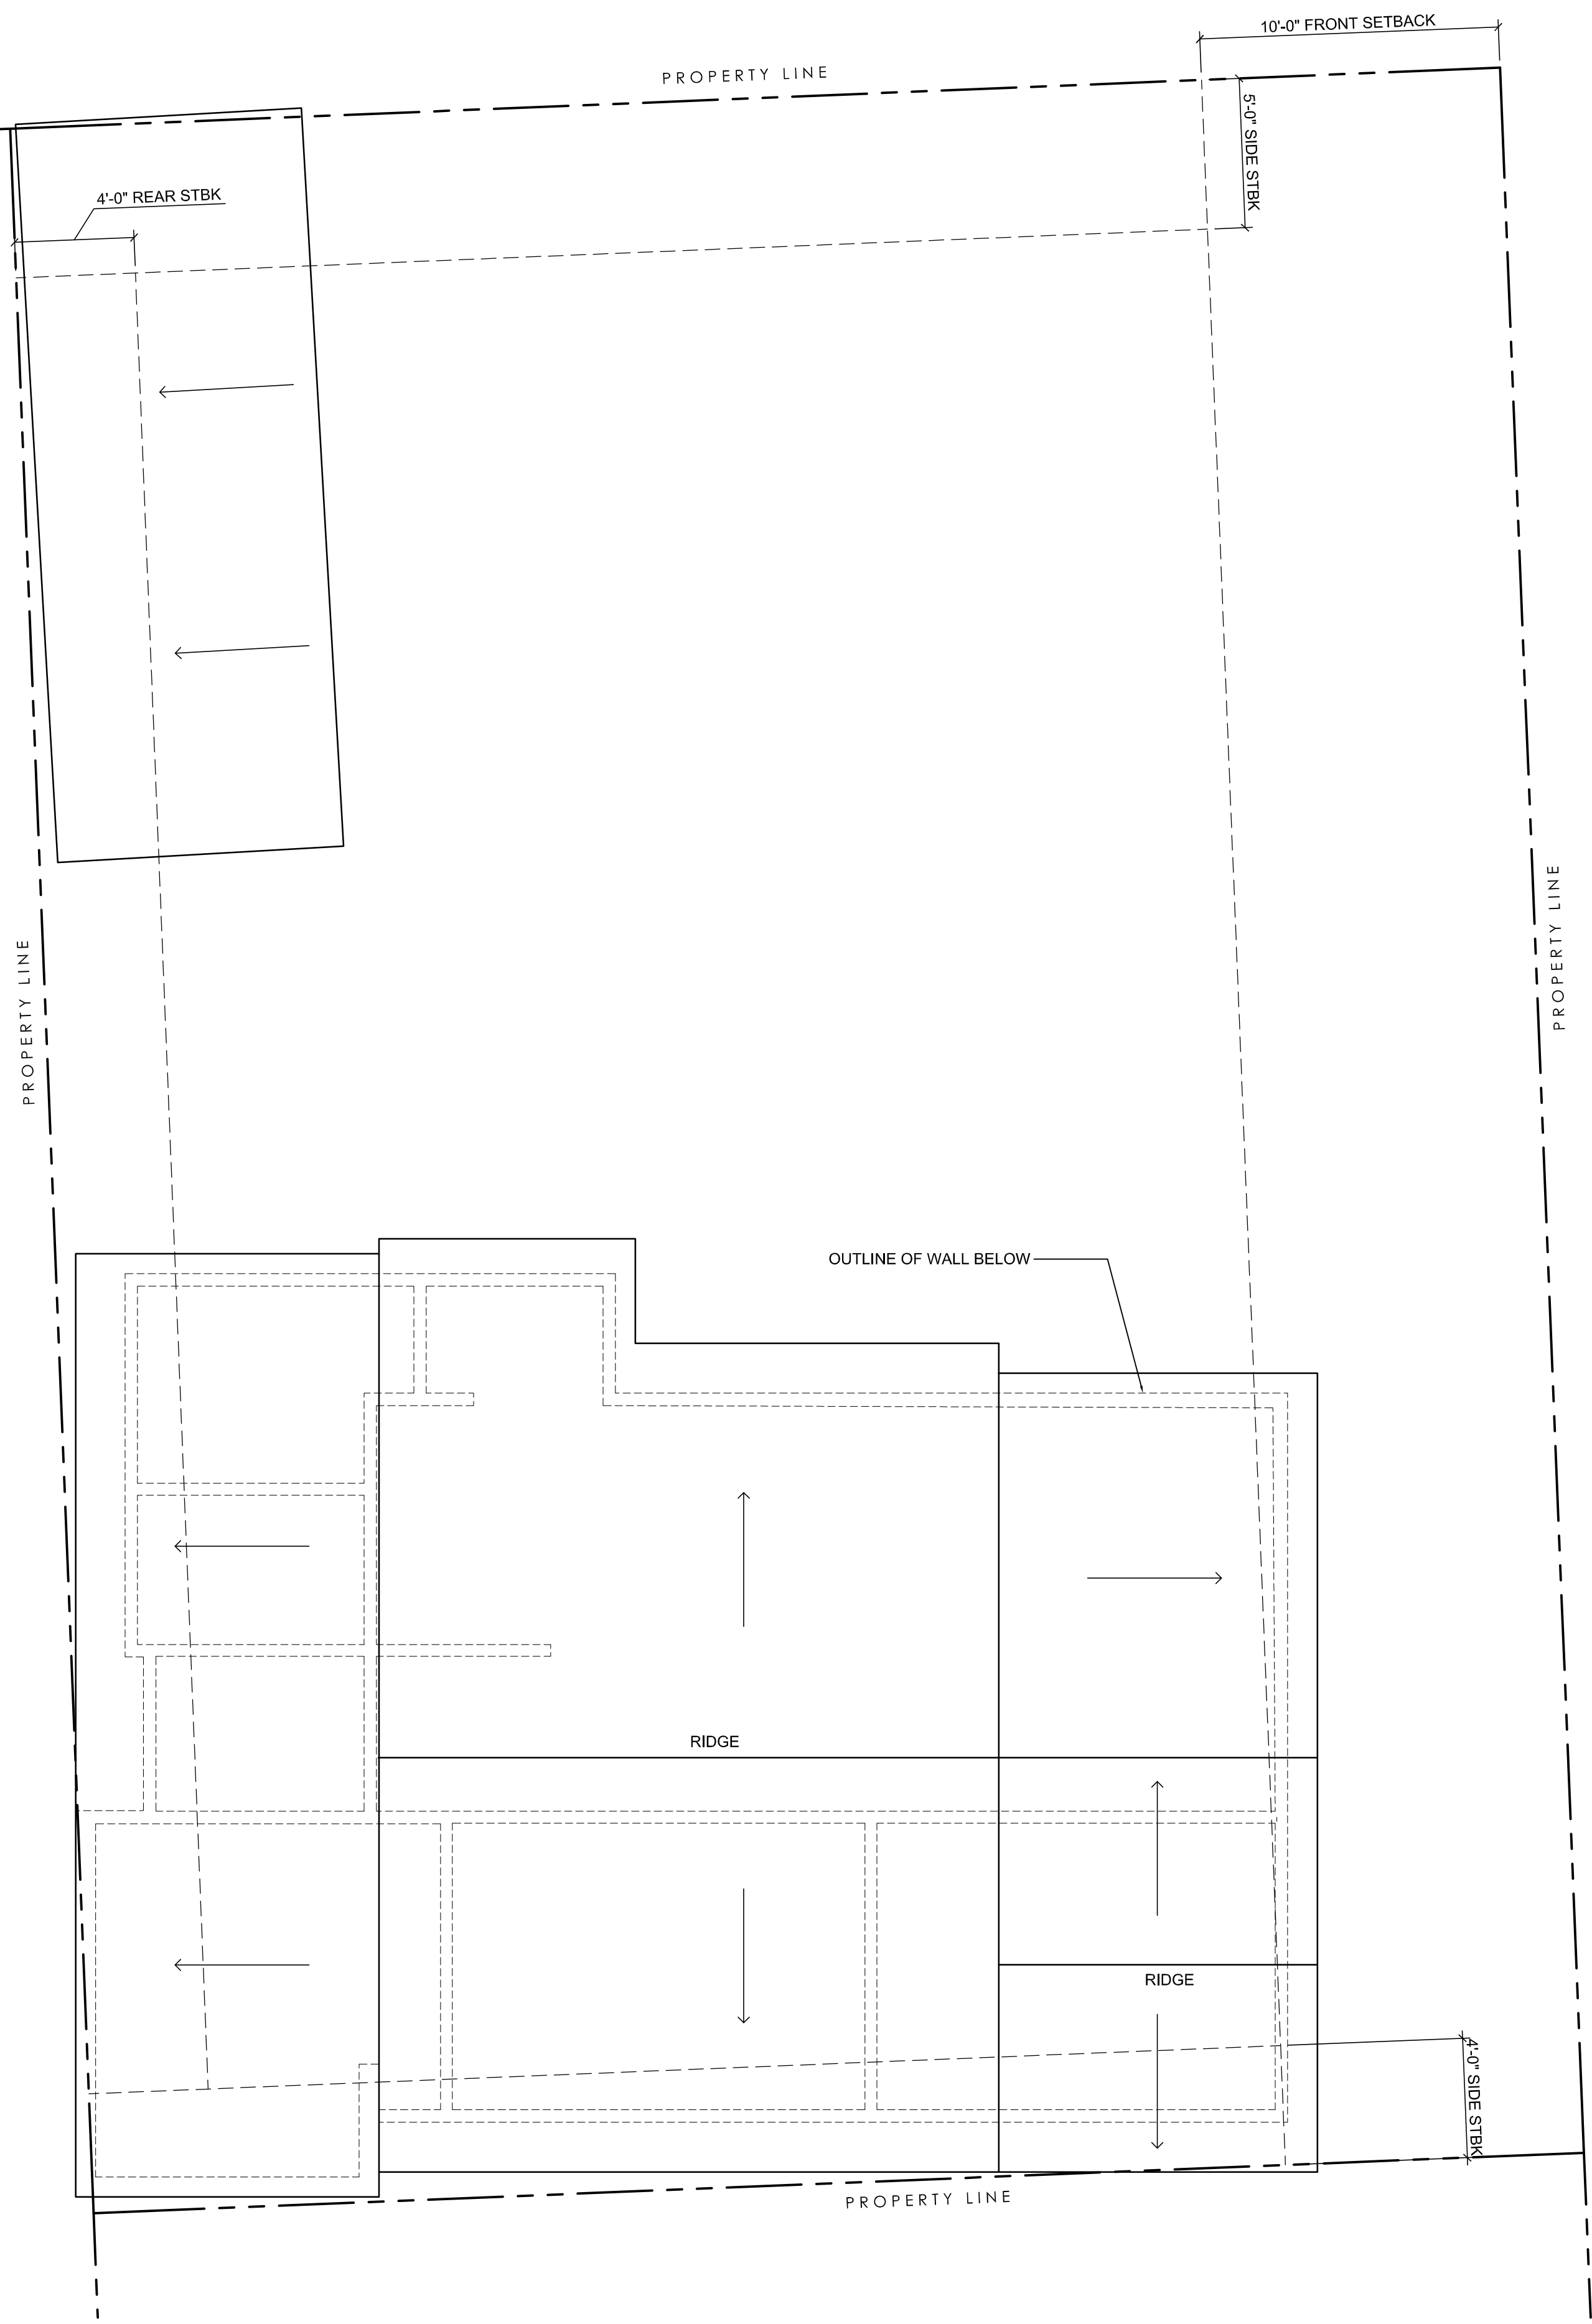 10'-0" FRONT SETBACK
PROPERTY LINE
5'-0" SIDE STBK
4'-0" REAR STBK
PROPERTY LINE
PROPERTY LINE
OUTLINE OF WALL BELOW
RIDGE
RIDGE
4'-0" SIDE STBK
PROPERTY LINE